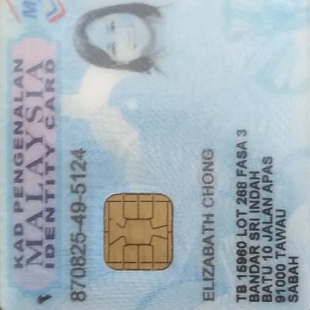 KAD PENGENALAN
MALAYSIA
IDENTITY CARD
870825-49-5124
ELIZABATH CHONG
TB 15960 LOT 268 FASA 3
BANDAR SRI INDAH
BATU 10 JALAN APAS
91000 TAWAU
SABAH